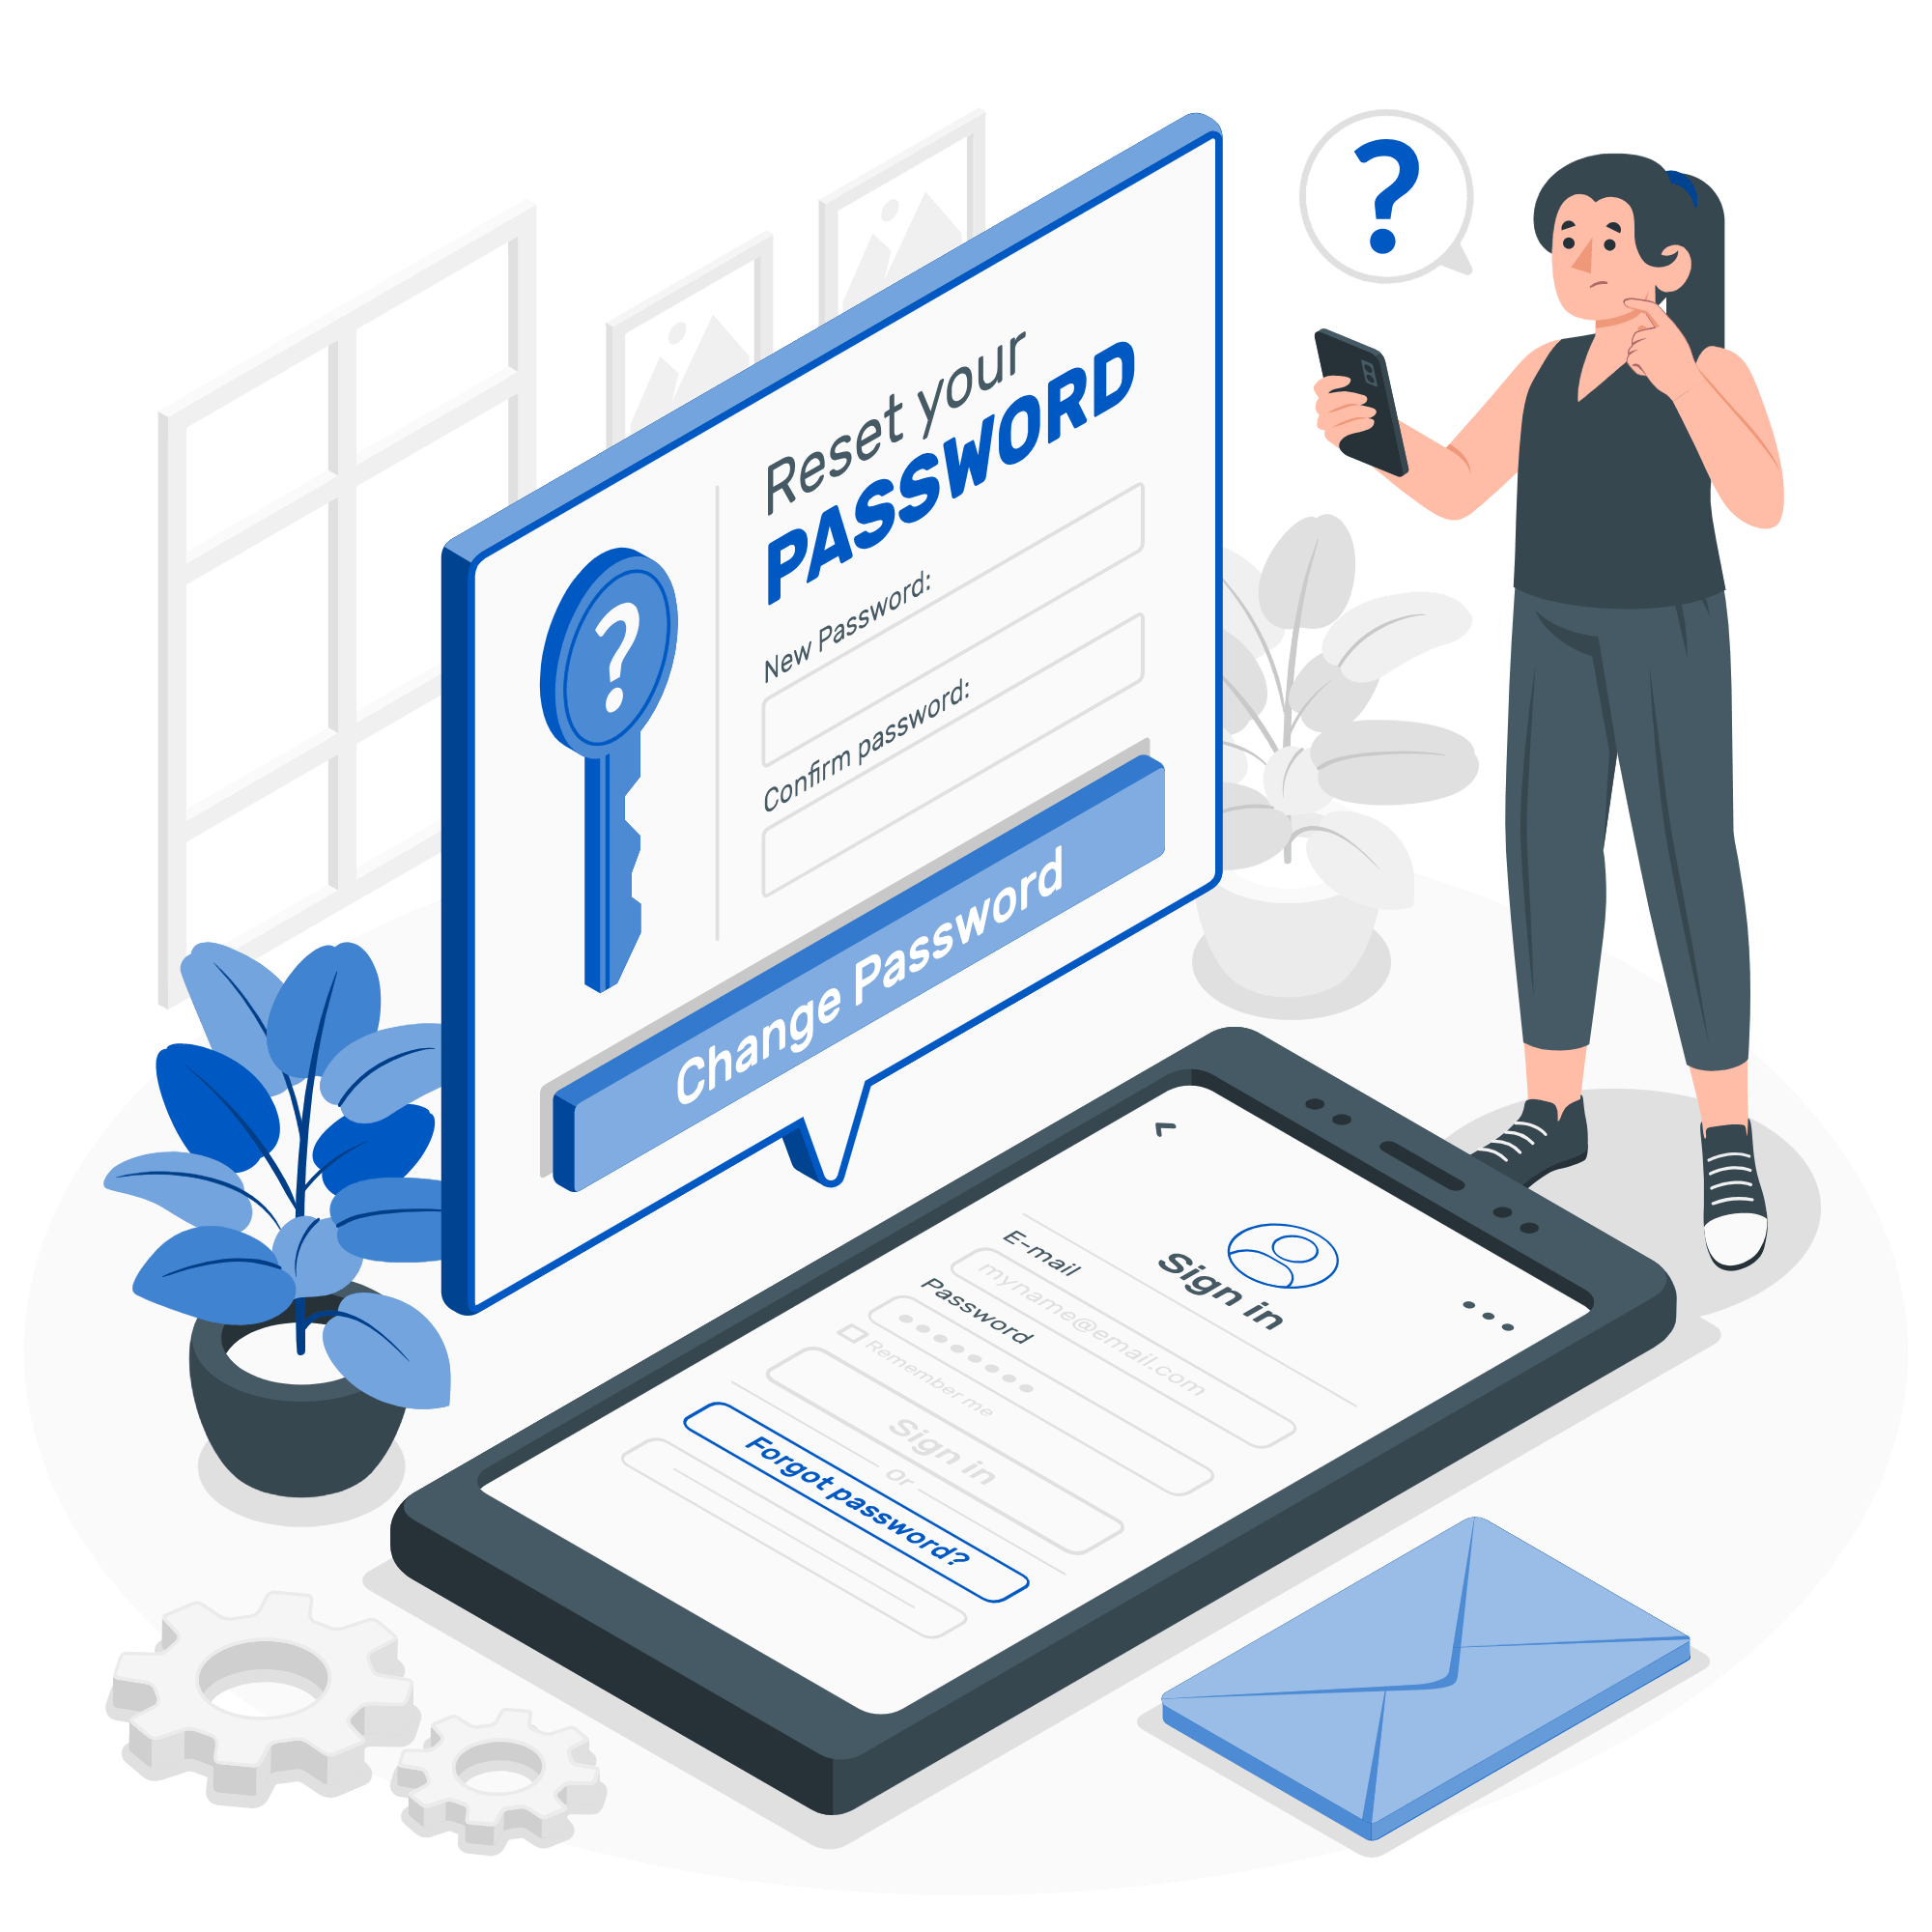 ?
Reset your
PASSWORD
?
New Password:
Confirm password:
Change Password
Sign in
E-mail
myname@email.com
Password
Remember me
Sign in
Or
Forgot password?